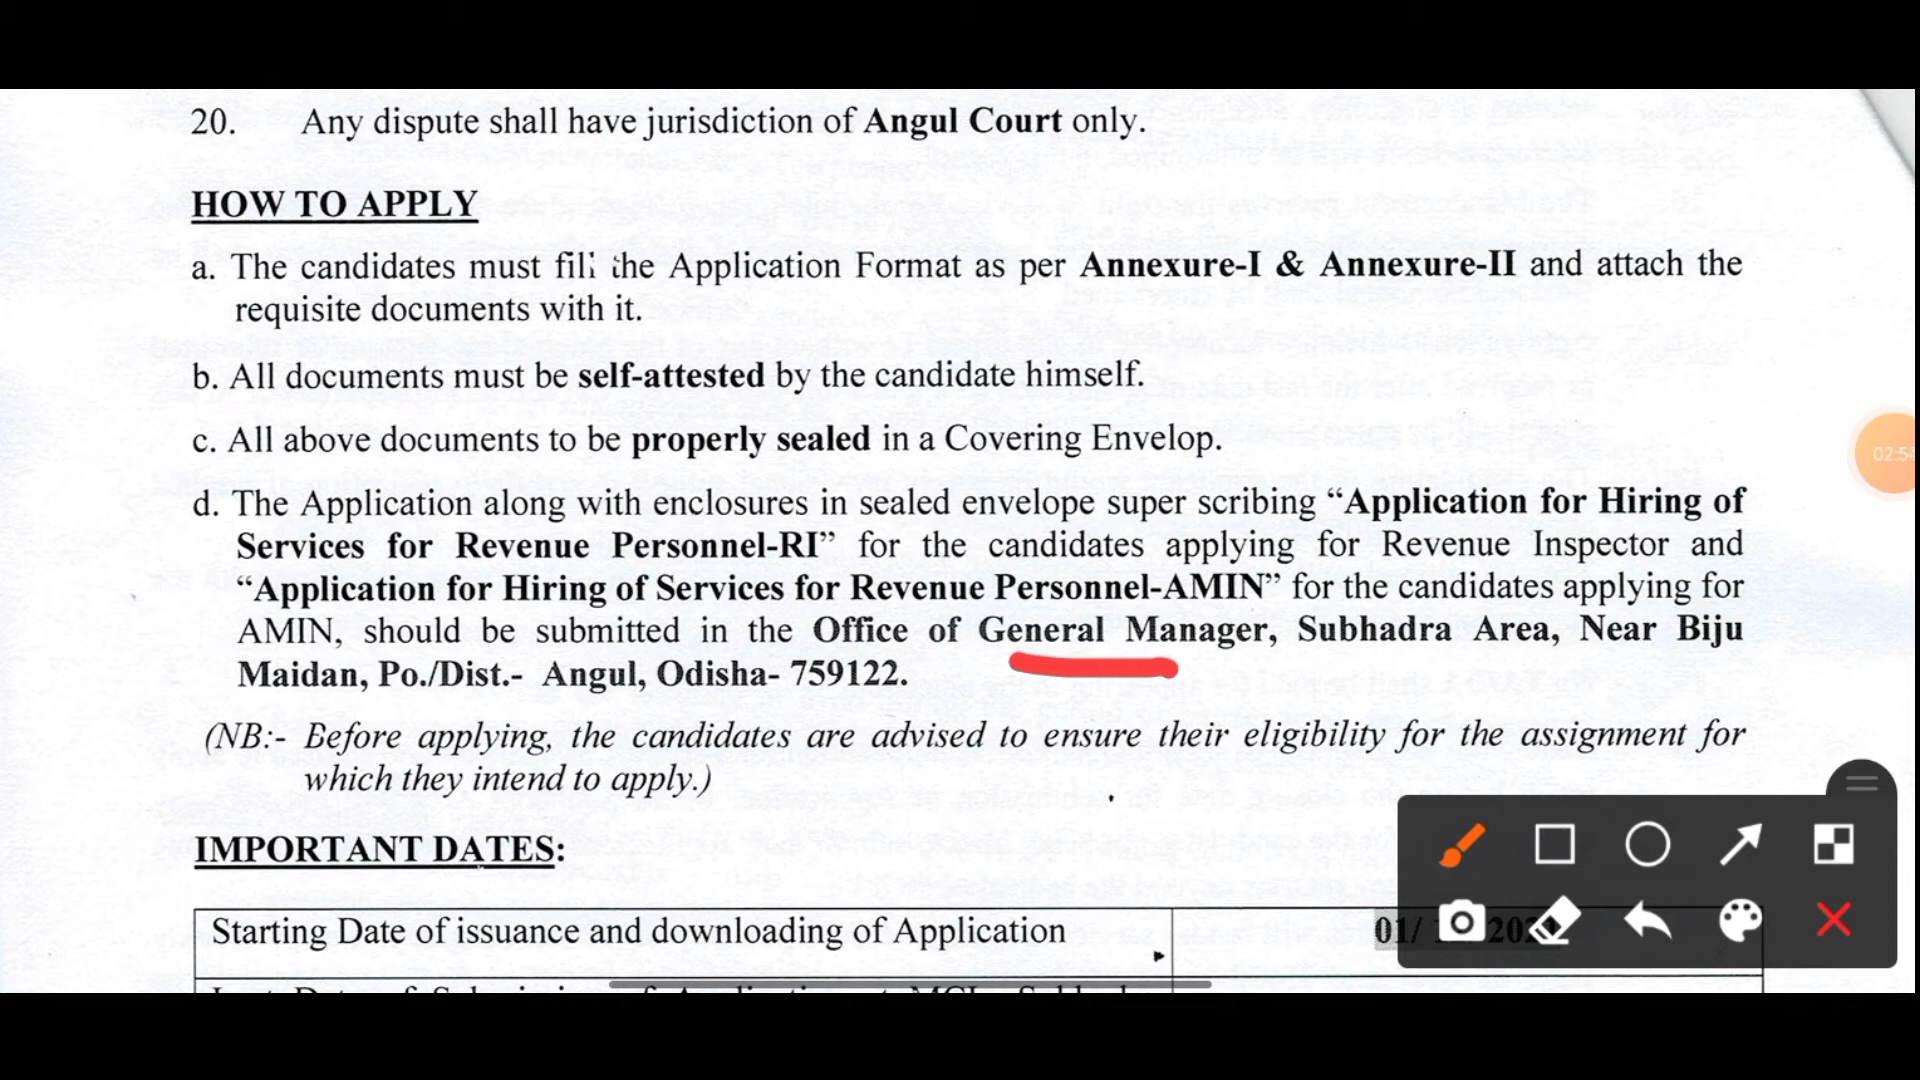 20. Any dispute shall have jurisdiction of Angul Court only.
HOW TO APPLY
a. The candidates must fill the Application Format as per Annexure-I & Annexure-II and attach the
requisite documents with it.
b. All documents must be self-attested by the candidate himself.
c. All above documents to be properly sealed in a Covering Envelop.
d. The Application along with enclosures in sealed envelope super scribing “Application for Hiring of
Services for Revenue Personnel-RI” for the candidates applying for Revenue Inspector and
“Application for Hiring of Services for Revenue Personnel-AMIN” for the candidates applying for
AMIN, should be submitted in the Office of General Manager, Subhadra Area, Near Biju
Maidan, Po./Dist.- Angul, Odisha- 759122.
(NB:- Before applying, the candidates are advised to ensure their eligibility for the assignment for
which they intend to apply.)
IMPORTANT DATES:
Starting Date of issuance and downloading of Application 01/